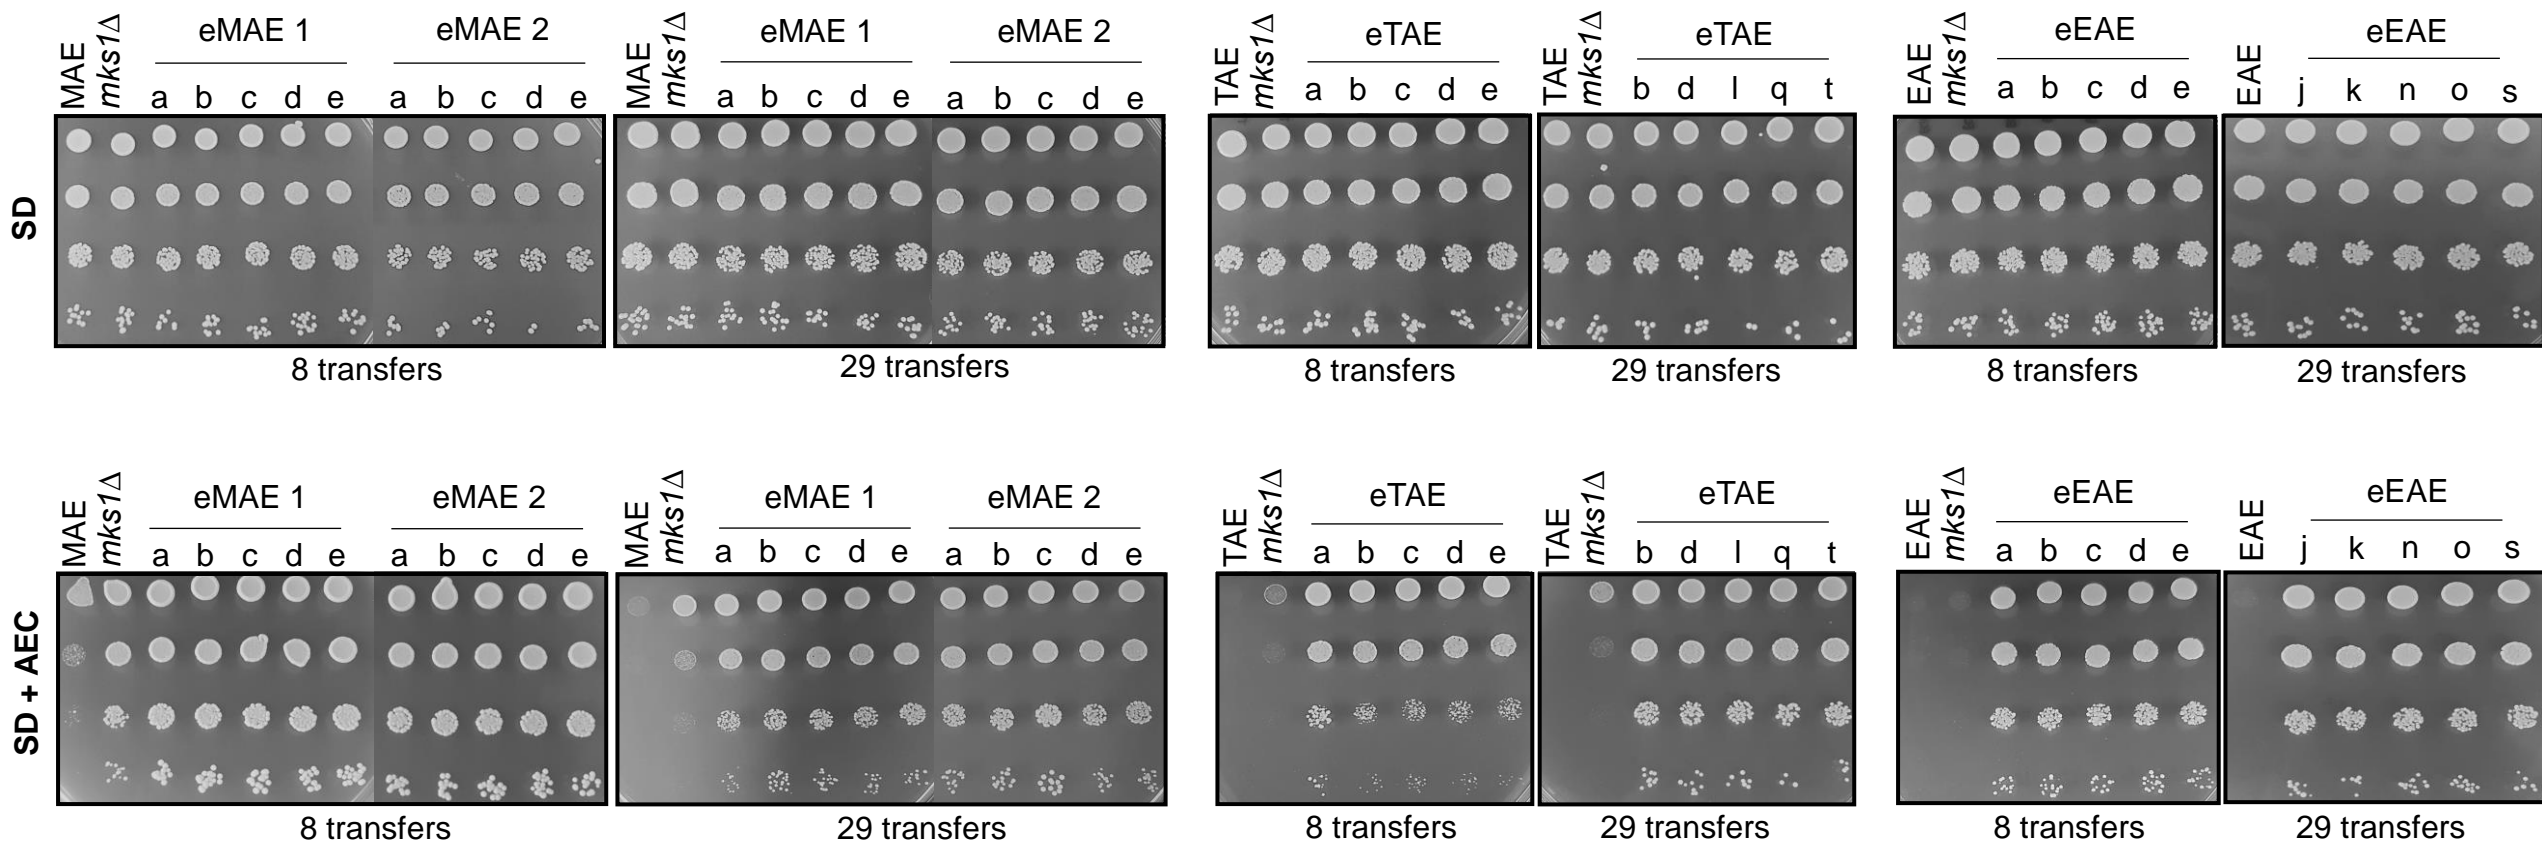 eMAE 1 eMAE 2 eMAE 1 eMAE 2 eTAE eTAE eEAE eEAE
MAE mks1Δ a b c d e a b c d e MAE mks1Δ a b c d e a b c d e TAE mks1Δ a b c d e TAE mks1Δ b d l q t EAE mks1Δ a b c d e EAE j k n o s
SD
8 transfers 29 transfers 8 transfers 29 transfers 8 transfers 29 transfers
eMAE 1 eMAE 2 eMAE 1 eMAE 2 eTAE eTAE eEAE eEAE
MAE mks1Δ a b c d e a b c d e MAE mks1Δ a b c d e a b c d e TAE mks1Δ a b c d e TAE mks1Δ b d l q t EAE mks1Δ a b c d e EAE j k n o s
SD + AEC
8 transfers 29 transfers 8 transfers 29 transfers 8 transfers 29 transfers